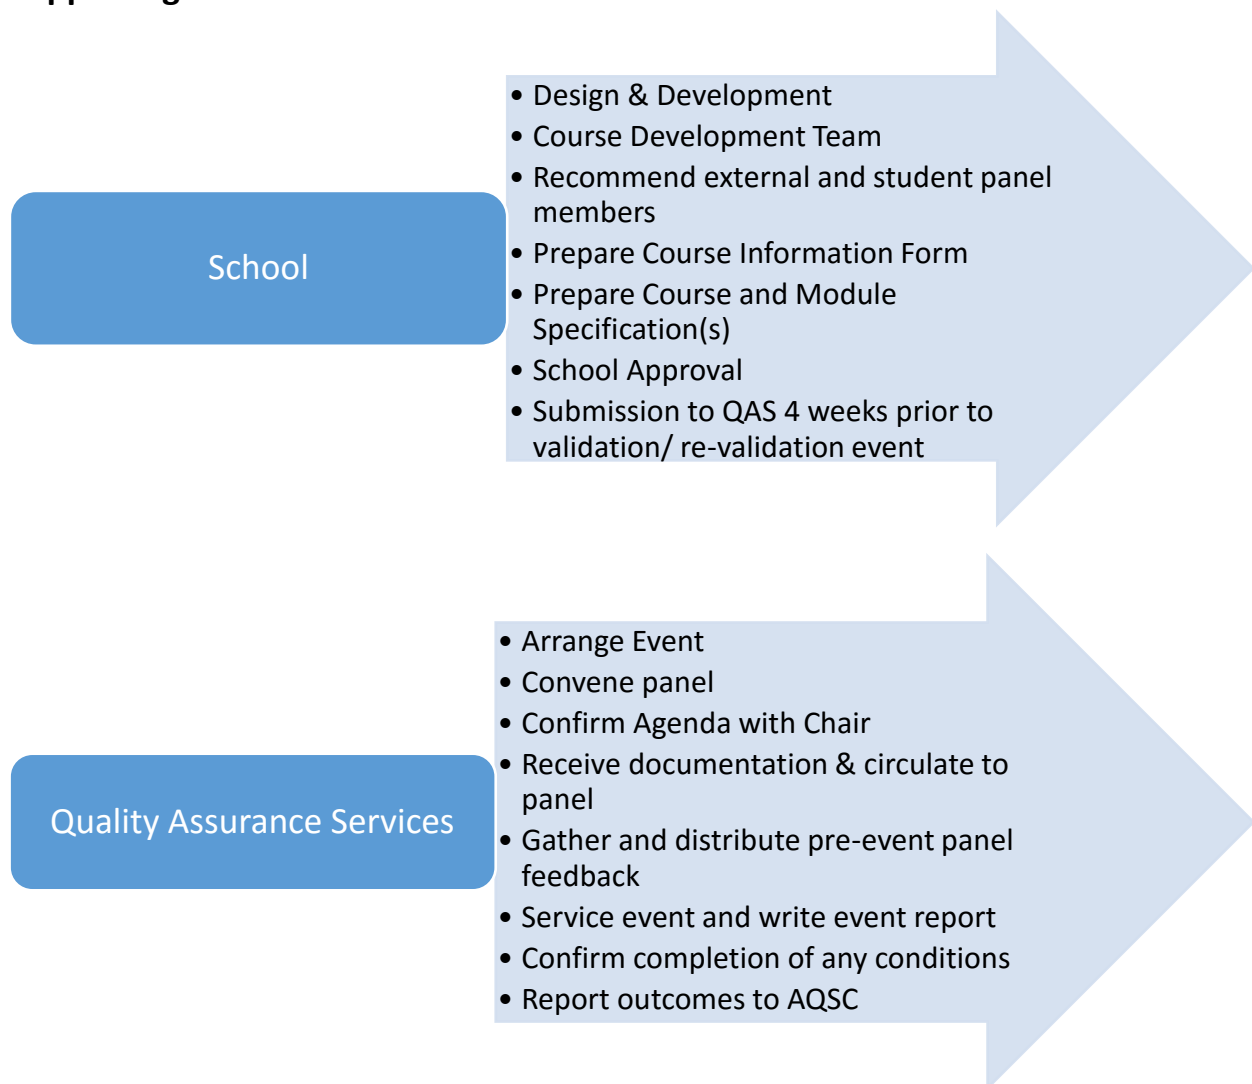 School
• Design & Development
• Course Development Team
• Recommend external and student panel
members
• Prepare Course Information Form
• Prepare Course and Module
Specification(s)
• School Approval
• Submission to QAS 4 weeks prior to
validation/ re-validation event
Quality Assurance Services
• Arrange Event
• Convene panel
• Confirm Agenda with Chair
• Receive documentation & circulate to
panel
• Gather and distribute pre-event panel
feedback
• Service event and write event report
• Confirm completion of any conditions
• Report outcomes to AQSC